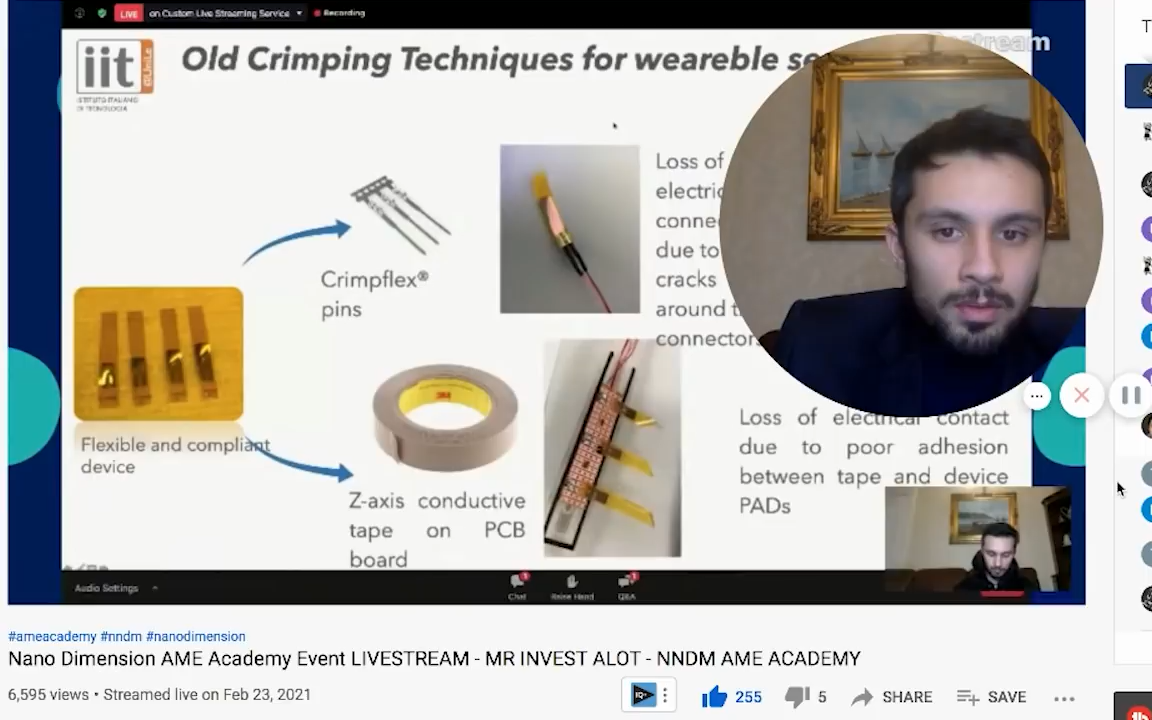 LIVE on Custom Live Streaming Service Recording
iit
@UniLe
ISTITUTO ITALIANO
DI TECNOLOGIA
Old Crimping Techniques for weareble se
stream
Crimpflex®
pins
Loss of
electric
conne
due to
cracks
around t
connectors
Flexible and compliant
device
3M
Z-axis conductive
tape on PCB
board
Loss of electrical contact
due to poor adhesion
between tape and device
PADs
Audio Settings
Chat
Raise Hand
Q&A
#ameacademy #nndm #nanodimension
Nano Dimension AME Academy Event LIVESTREAM - MR INVEST ALOT - NNDM AME ACADEMY
6,595 views • Streamed live on Feb 23, 2021
255
5
SHARE
SAVE
T